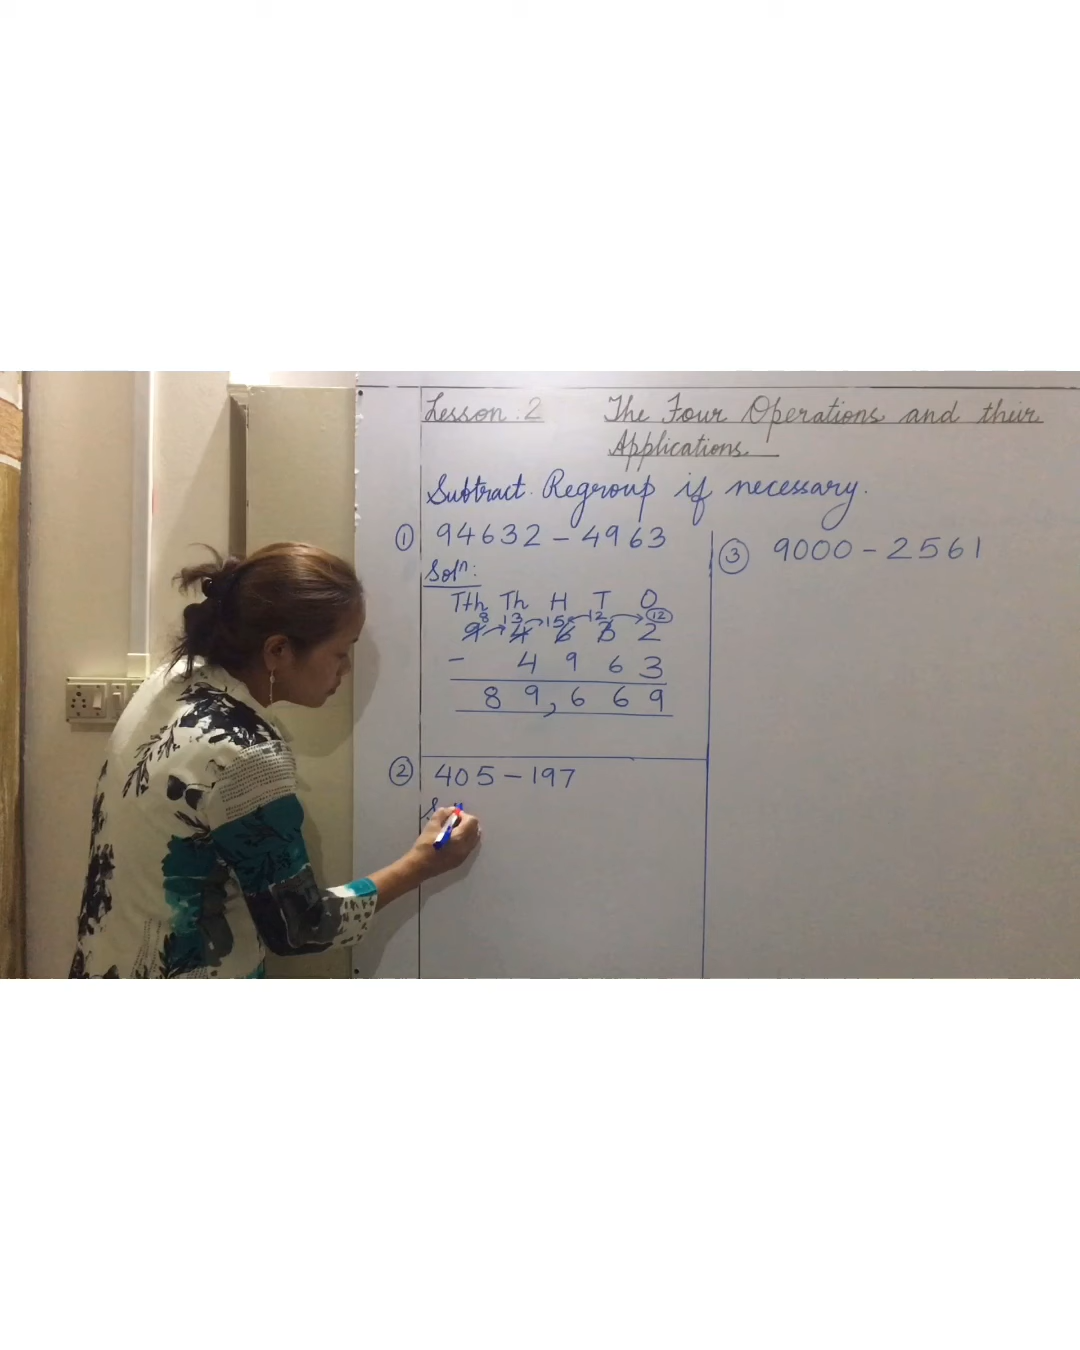 Lesson : 2 The Four Operations and their
Applications
Subtract. Regroup if necessary.
① 94632 - 4963
Solⁿ:
Tth Th H T O
8 13 15 12 12
9 4 6 3 2
- 4 9 6 3
8 9, 6 6 9
② 405 - 197
③ 9000 - 2561